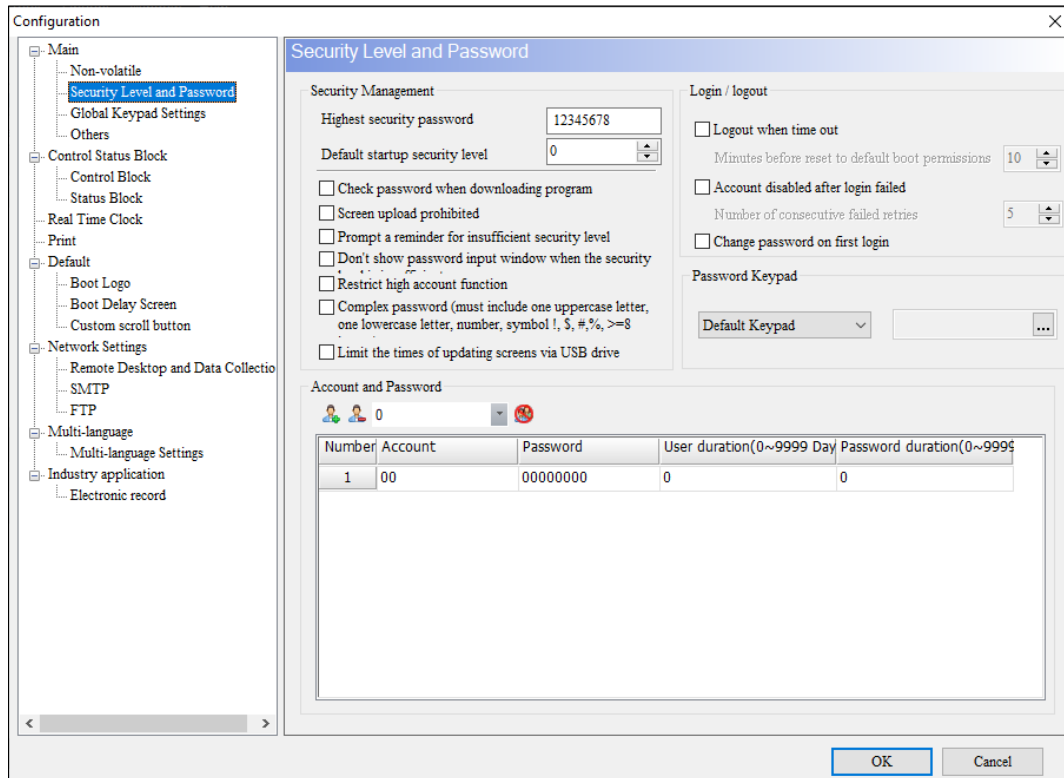 Configuration
Main
Non-volatile
Security Level and Password
Global Keypad Settings
Others
Control Status Block
Control Block
Status Block
Real Time Clock
Print
Default
Boot Logo
Boot Delay Screen
Custom scroll button
Network Settings
Remote Desktop and Data Collectio
SMTP
FTP
Multi-language
Multi-language Settings
Industry application
Electronic record
Security Level and Password
Security Management
Highest security password 12345678
Default startup security level 0
Check password when downloading program
Screen upload prohibited
Prompt a reminder for insufficient security level
Don't show password input window when the security
Restrict high account function
Complex password (must include one uppercase letter,
one lowercase letter, number, symbol !, $, #,%, >=8
Limit the times of updating screens via USB drive
Login / logout
Logout when time out
Minutes before reset to default boot permissions 10
Account disabled after login failed
Number of consecutive failed retries 5
Change password on first login
Password Keypad
Default Keypad ...
Account and Password
0
Number Account Password User duration(0~9999 Day Password duration(0~9999
1 00 00000000 0 0
OK Cancel